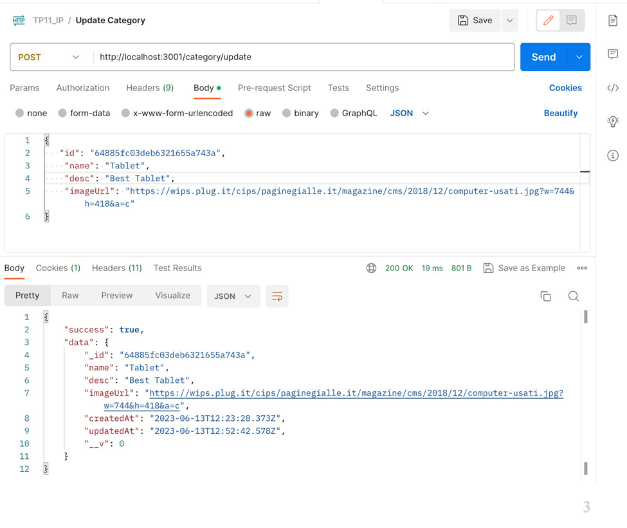 TP11_IP / Update Category
Save
POST http://localhost:3001/category/update
Send
Params Authorization Headers (9) Body Pre-request Script Tests Settings Cookies
none form-data x-www-form-urlencoded raw binary GraphQL JSON Beautify
1 {
2 "id": "64885fc03deb6321655a743a",
3 "name": "Tablet",
4 "desc": "Best Tablet",
5 "imageUrl": "https://wips.plug.it/cips/paginegialle.it/magazine/cms/2018/12/computer-usati.jpg?w=744&
h=418&a=c"
6 }
Body Cookies (1) Headers (11) Test Results 200 OK 19 ms 801 B Save as Example
Pretty Raw Preview Visualize JSON
1 {
2 "success": true,
3 "data": {
4 "_id": "64885fc03deb6321655a743a",
5 "name": "Tablet",
6 "desc": "Best Tablet",
7 "imageUrl": "https://wips.plug.it/cips/paginegialle.it/magazine/cms/2018/12/computer-usati.jpg?
w=744&h=418&a=c",
8 "createdAt": "2023-06-13T12:23:28.373Z",
9 "updatedAt": "2023-06-13T12:52:42.578Z",
10 "__v": 0
11 }
12 }
3